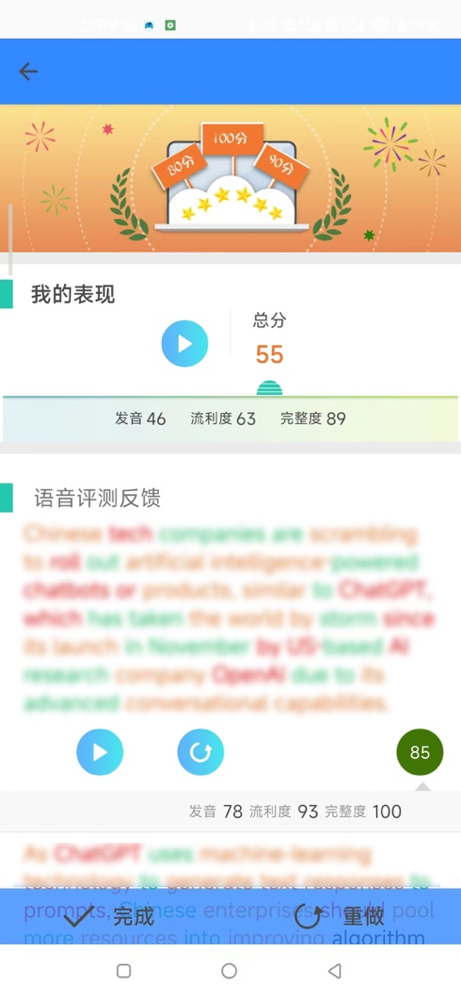 80分
100分
90分
我的表现
总分
55
发音 46 流利度 63 完整度 89
语音评测反馈
Chinese tech companies are scrambling
to roll out artificial intelligence-powered
chatbots or products, similar to ChatGPT,
which has taken the world by storm since
its launch in November by US-based AI
research company OpenAI due to its
advanced conversational capabilities.
85
发音 78 流利度 93 完整度 100
As ChatGPT uses machine-learning
technology to generate text responses to
prompts, Chinese enterprises should pool
more resources into improving algorithm
完成
重做